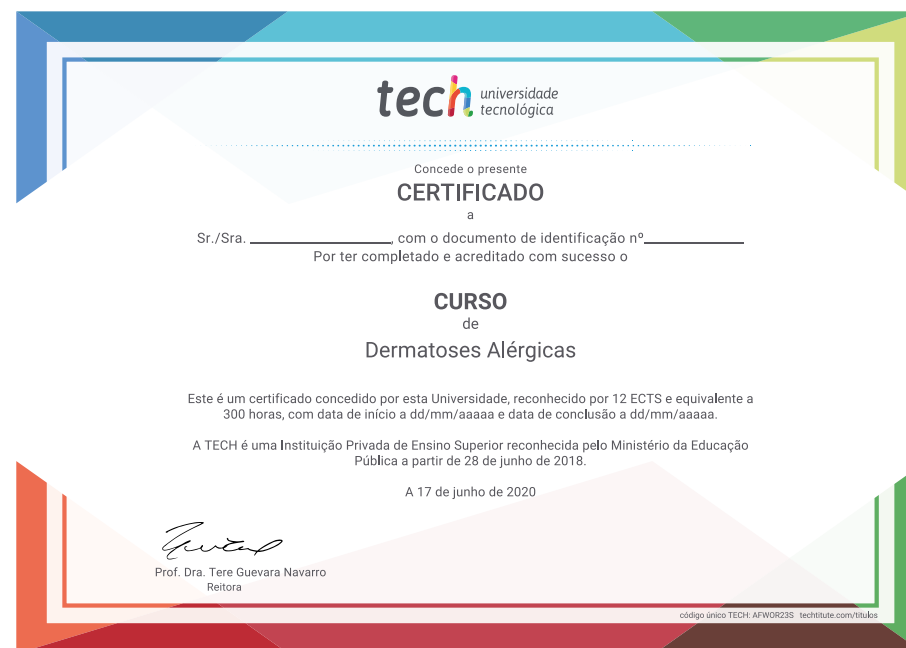 tech universidade
tecnológica
Concede o presente
CERTIFICADO
a
Sr./Sra. ____________________, com o documento de identificação nº______________
Por ter completado e acreditado com sucesso o
CURSO
de
Dermatoses Alérgicas
Este é um certificado concedido por esta Universidade, reconhecido por 12 ECTS e equivalente a
300 horas, com data de início a dd/mm/aaaaa e data de conclusão a dd/mm/aaaaa.
A TECH é uma Instituição Privada de Ensino Superior reconhecida pelo Ministério da Educação
Pública a partir de 28 de junho de 2018.
A 17 de junho de 2020
Prof. Dra. Tere Guevara Navarro
Reitora
código único TECH: AFWOR23S techtitute.com/titulos